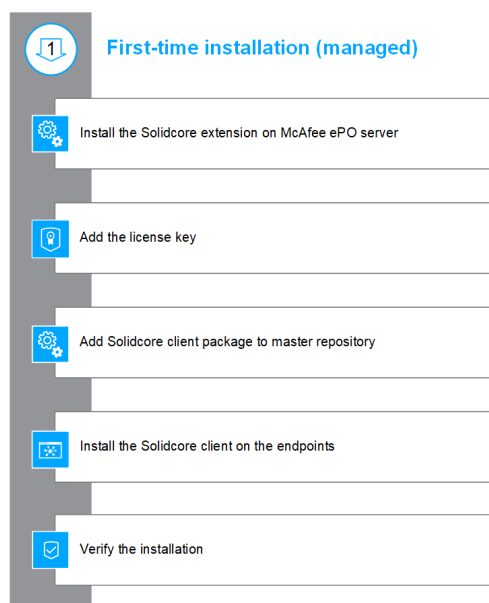 1
First-time installation (managed)
Install the Solidcore extension on McAfee ePO server
Add the license key
Add Solidcore client package to master repository
Install the Solidcore client on the endpoints
Verify the installation